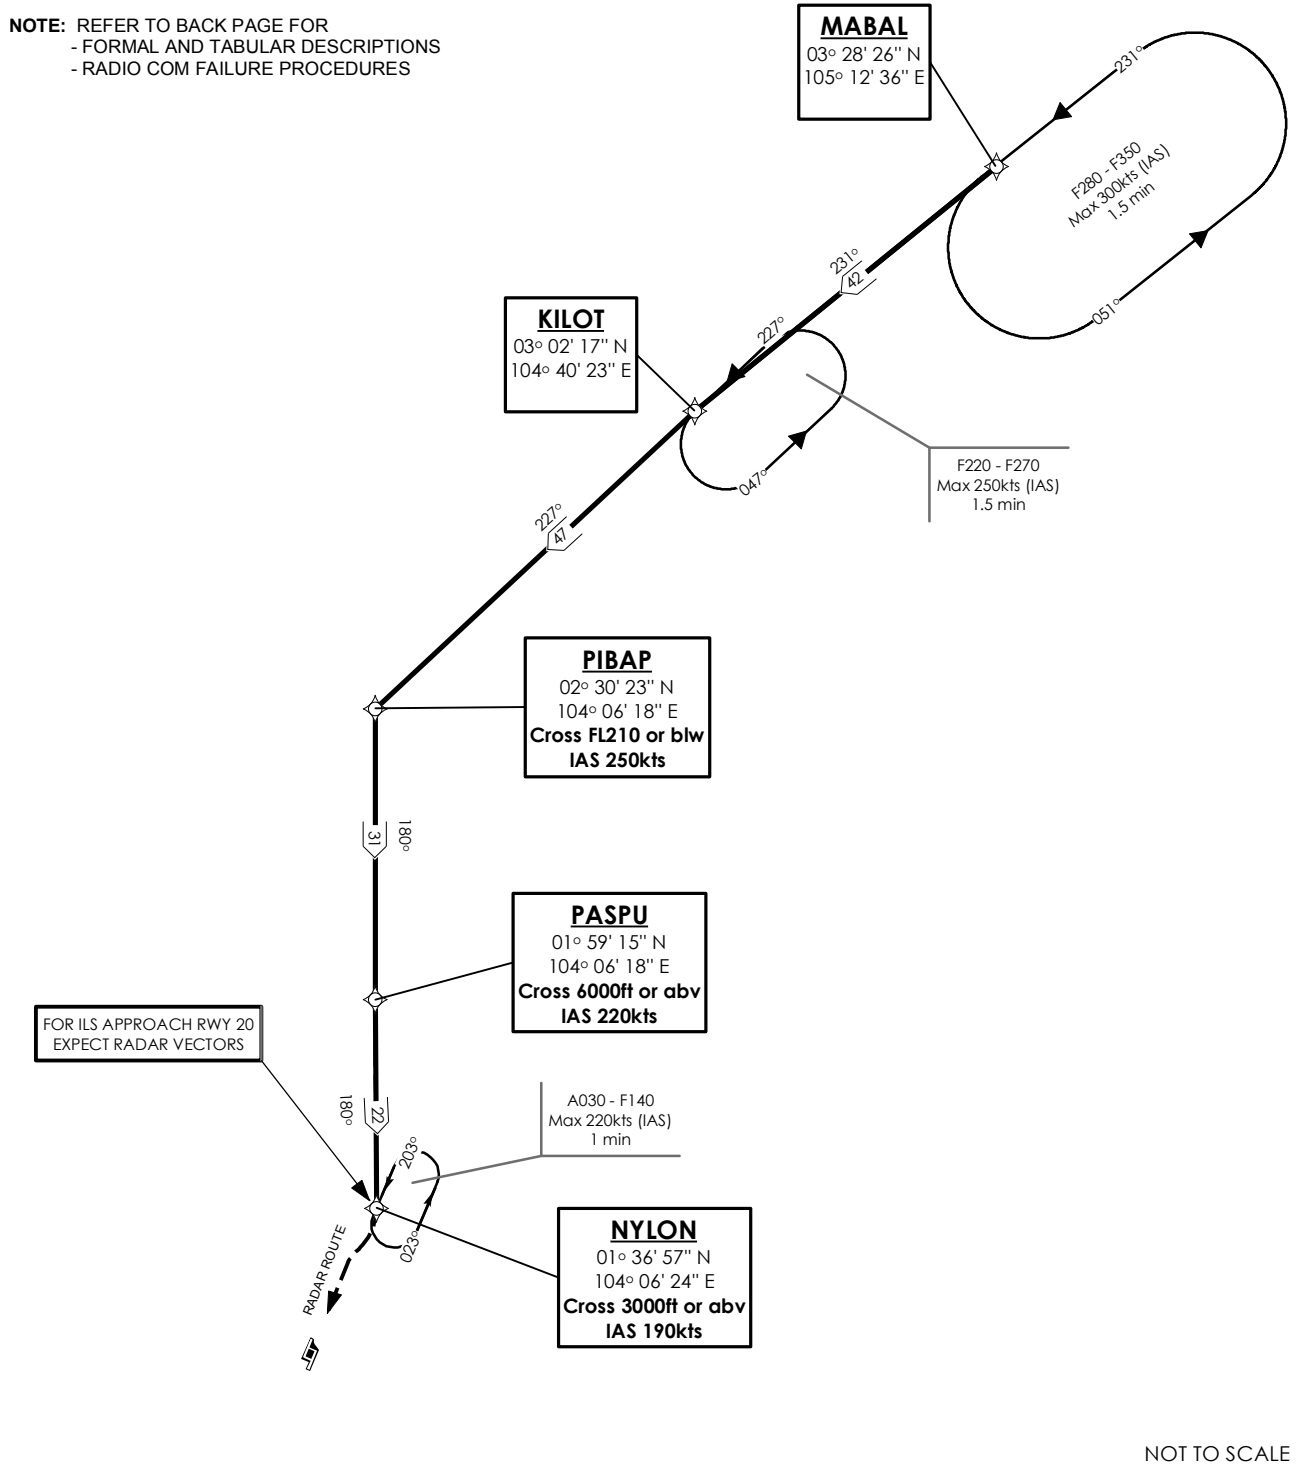 NOTE: REFER TO BACK PAGE FOR
- FORMAL AND TABULAR DESCRIPTIONS
- RADIO COM FAILURE PROCEDURES
MABAL
03° 28' 26" N
105° 12' 36" E
231°
F280 - F350
Max 300kts (IAS)
1.5 min
051°
231°
42
KILOT
03° 02' 17" N
104° 40' 23" E
227°
047°
F220 - F270
Max 250kts (IAS)
1.5 min
227°
47
PIBAP
02° 30' 23" N
104° 06' 18" E
Cross FL210 or blw
IAS 250kts
31
180°
PASPU
01° 59' 15" N
104° 06' 18" E
Cross 6000ft or abv
IAS 220kts
FOR ILS APPROACH RWY 20
EXPECT RADAR VECTORS
180°
22
A030 - F140
Max 220kts (IAS)
1 min
203°
023°
NYLON
01° 36' 57" N
104° 06' 24" E
Cross 3000ft or abv
IAS 190kts
RADAR ROUTE
NOT TO SCALE